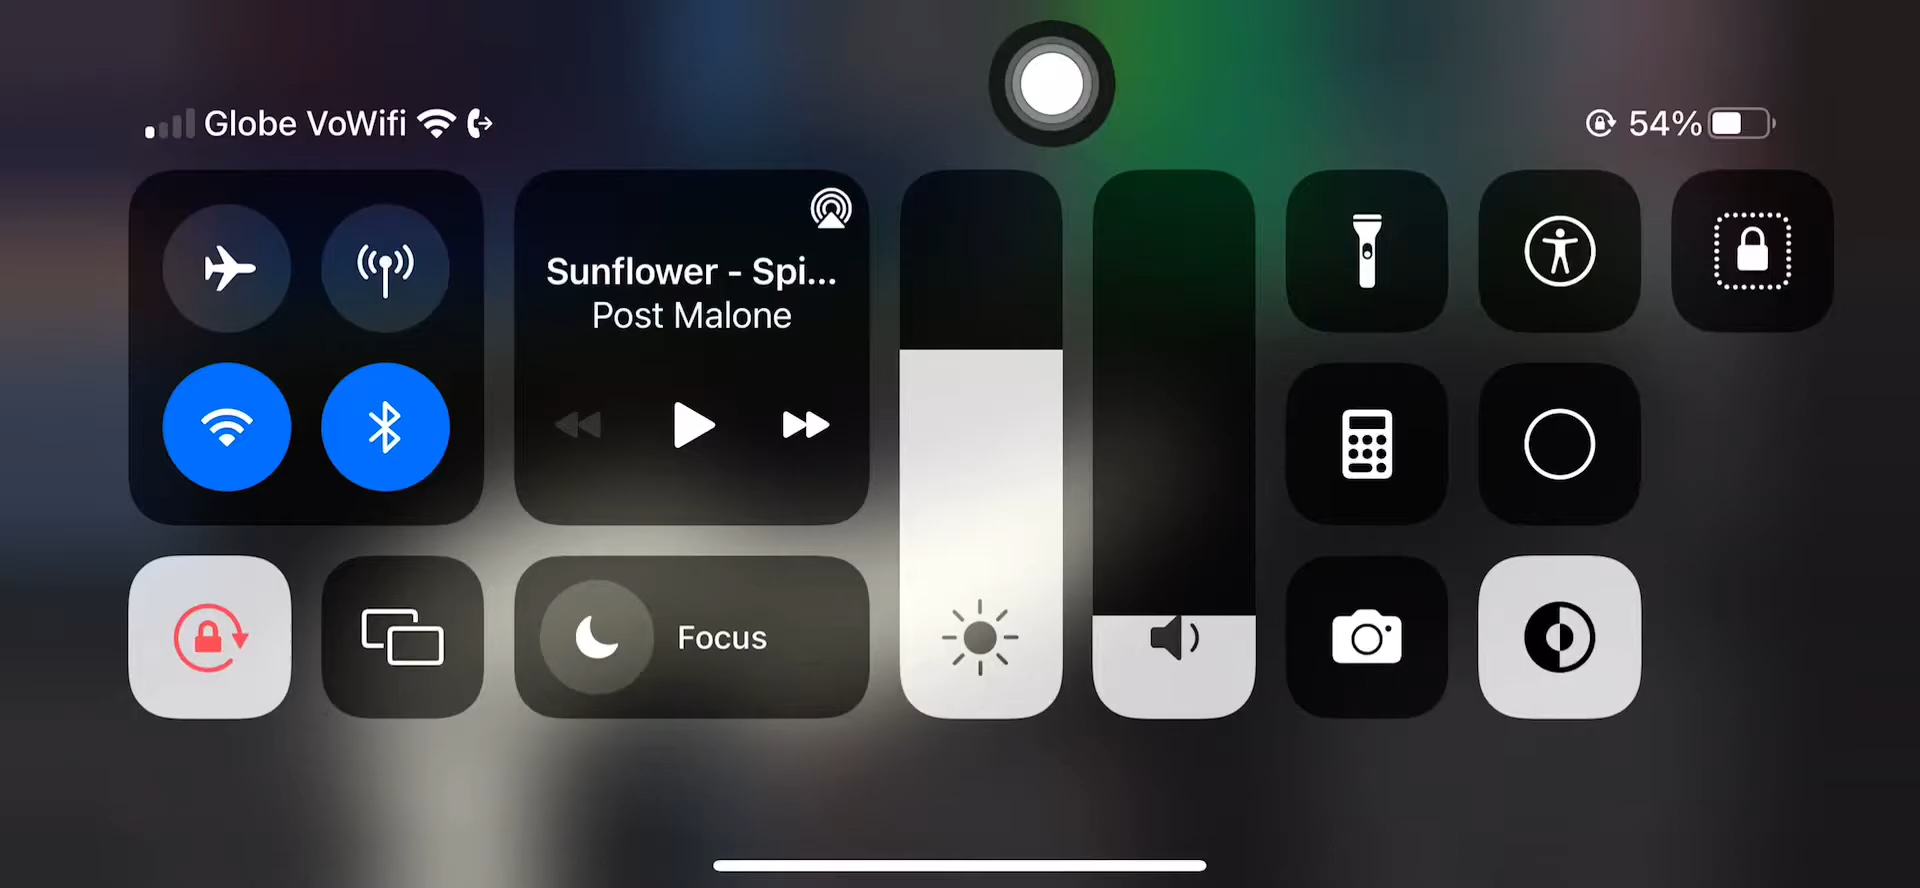 Globe VoWifi
54%
Sunflower - Spi...
Post Malone
Focus